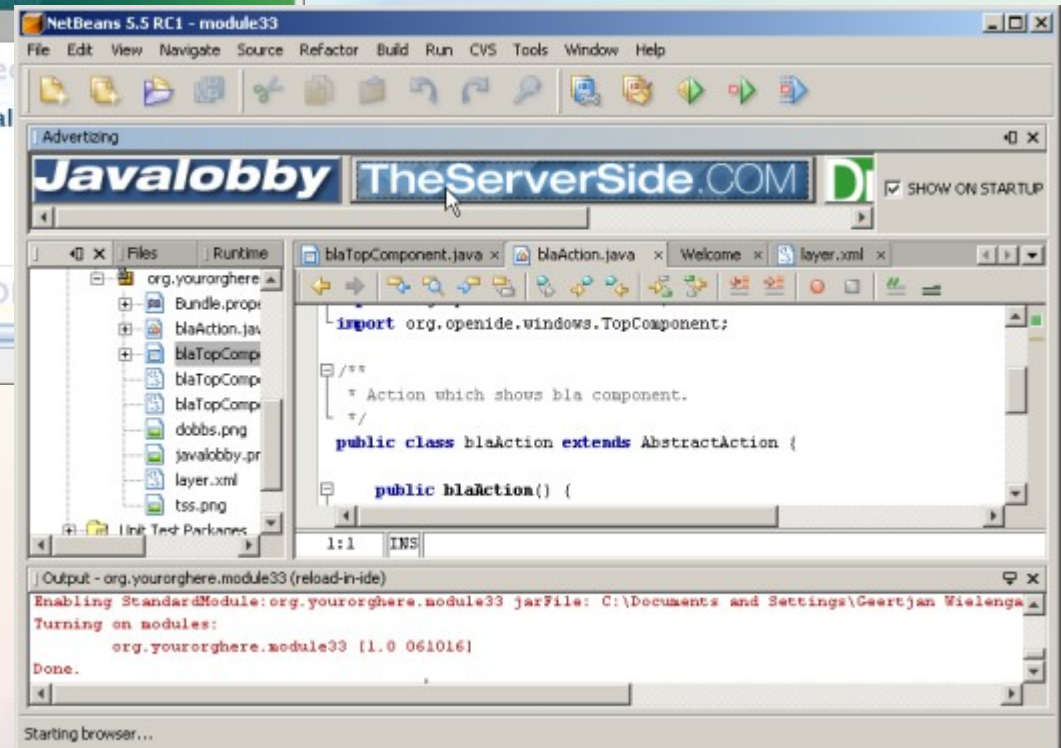 NetBeans 5.5 RC1 - module33
File Edit View Navigate Source Refactor Build Run CVS Tools Window Help
Advertizing
Javalobby TheServerSide.COM SHOW ON STARTUP
Files Runtime
blaTopComponent.java blaAction.java Welcome layer.xml
org.yourorghere
Bundle.prope
blaAction.jav
blaTopCompo
blaTopCompo
blaTopCompo
dobbs.png
javalobby.pr
layer.xml
tss.png
Unit Test Packages
import org.openide.windows.TopComponent;
/**
* Action which shows bla component.
*/
public class blaAction extends AbstractAction {
public blaAction() {
1:1 INS
Output - org.yourorghere.module33 (reload-in-ide)
Enabling StandardModule:org.yourorghere.module33 jarFile: C:\Documents and Settings\Geertjan Wielenga
Turning on modules:
org.yourorghere.module33 [1.0 061016]
Done.
Starting browser...